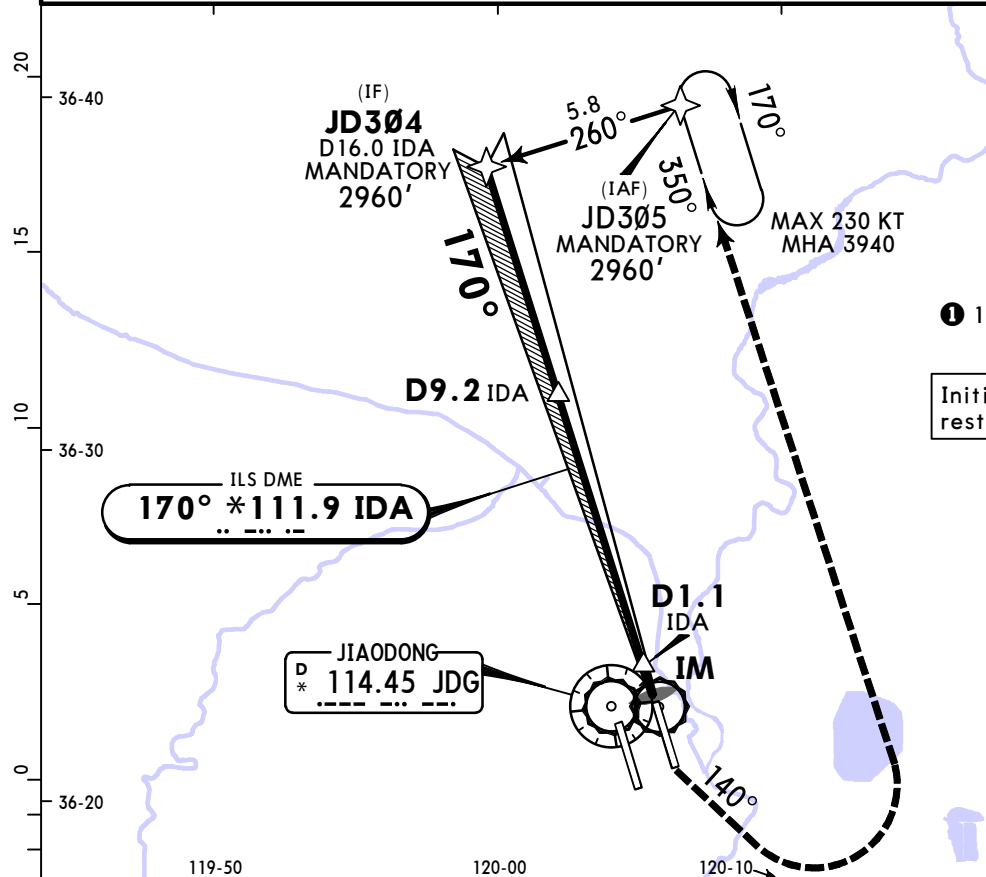 20
36-40
(IF)
JD3Ø4
D16.0 IDA
MANDATORY
2960'
5.8
260°
170°
350°
(IAF)
JD3Ø5
MANDATORY
2960'
MAX 230 KT
MHA 3940
15
170°
1 1
D9.2 IDA
Initi
rest
10
36-30
ILS DME
170° *111.9 IDA
5
D1.1
IDA
IM
JIAODONG
D
* 114.45 JDG
0
36-20
140°
119-50
120-00
120-10